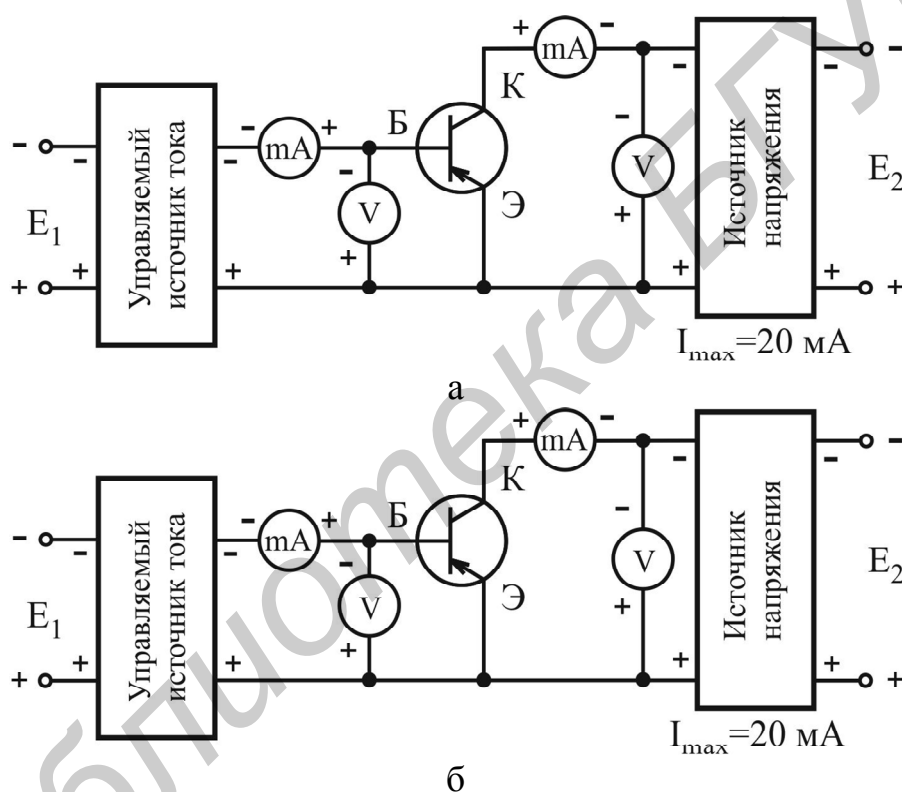 К
mA
Б
mA
V
V
Э
E1
E2
Управляемый
источник тока
Источник
напряжения
Imax=20 мА
а
К
mA
Б
mA
V
V
Э
E1
E2
Управляемый
источник тока
Источник
напряжения
Imax=20 мА
б